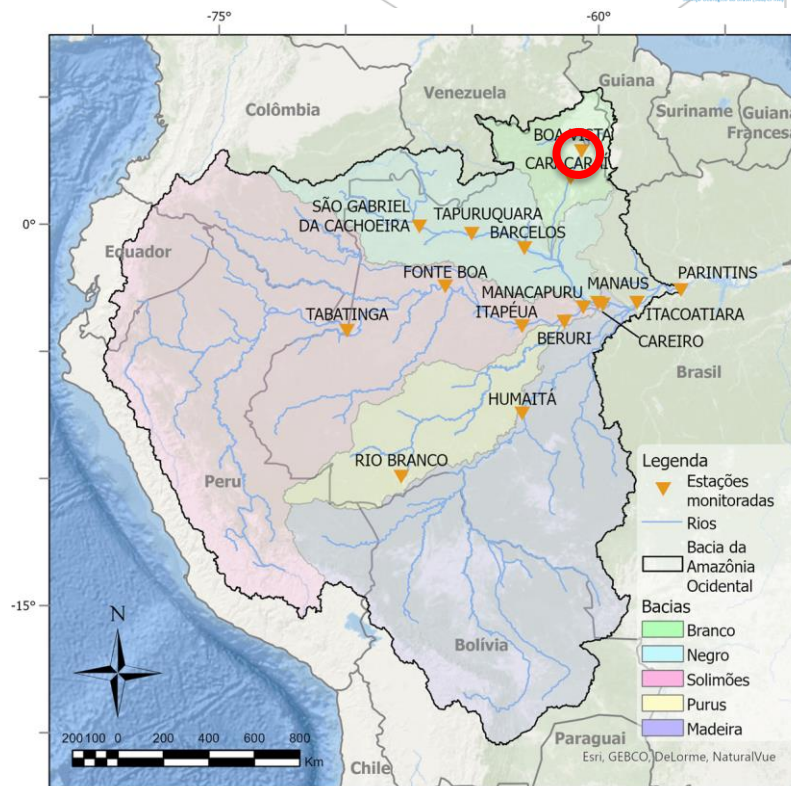 -75°
-60°
Venezuela
Guiana
Colômbia
Suriname
Guiana
Francesa
BOA VISTA
CARACARAÍ
SÃO GABRIEL
DA CACHOEIRA
TAPURUQUARA
BARCELOS
0°
Equador
FONTE BOA
MANAUS
PARINTINS
MANACAPURU
TABATINGA
ITAPÉUA
ITACOATIARA
BERURI
CAREIRO
Brasil
HUMAITÁ
RIO BRANCO
Peru
Legenda
Estações
monitoradas
Rios
Bacia da
Amazônia
Ocidental
-15°
N
Bolívia
Bacias
Branco
Negro
Solimões
Purus
Madeira
200 100 0 200 400 600 800
Km
Paraguai
Chile
Esri, GEBCO, DeLorme, NaturalVue